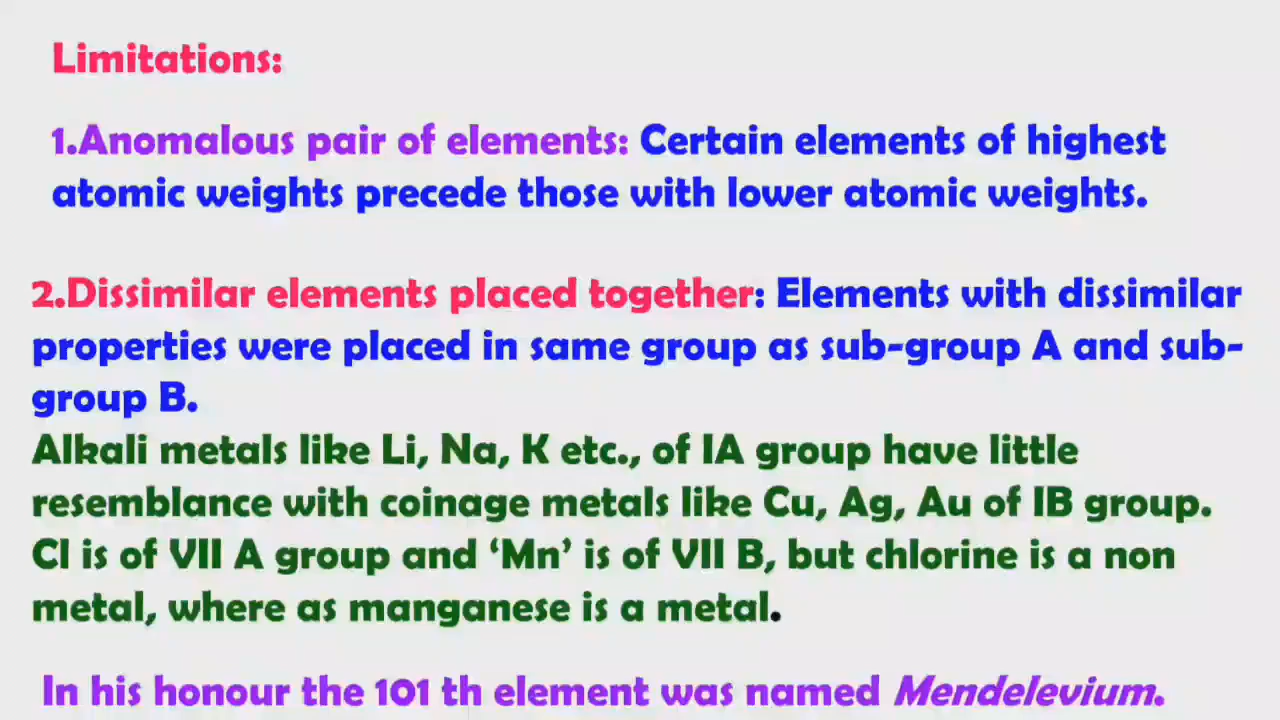 Limitations:
1.Anomalous pair of elements: Certain elements of highest
atomic weights precede those with lower atomic weights.
2.Dissimilar elements placed together: Elements with dissimilar
properties were placed in same group as sub-group A and sub-
group B.
Alkali metals like Li, Na, K etc., of IA group have little
resemblance with coinage metals like Cu, Ag, Au of IB group.
Cl is of VII A group and ‘Mn’ is of VII B, but chlorine is a non
metal, where as manganese is a metal.
In his honour the 101 th element was named Mendelevium.